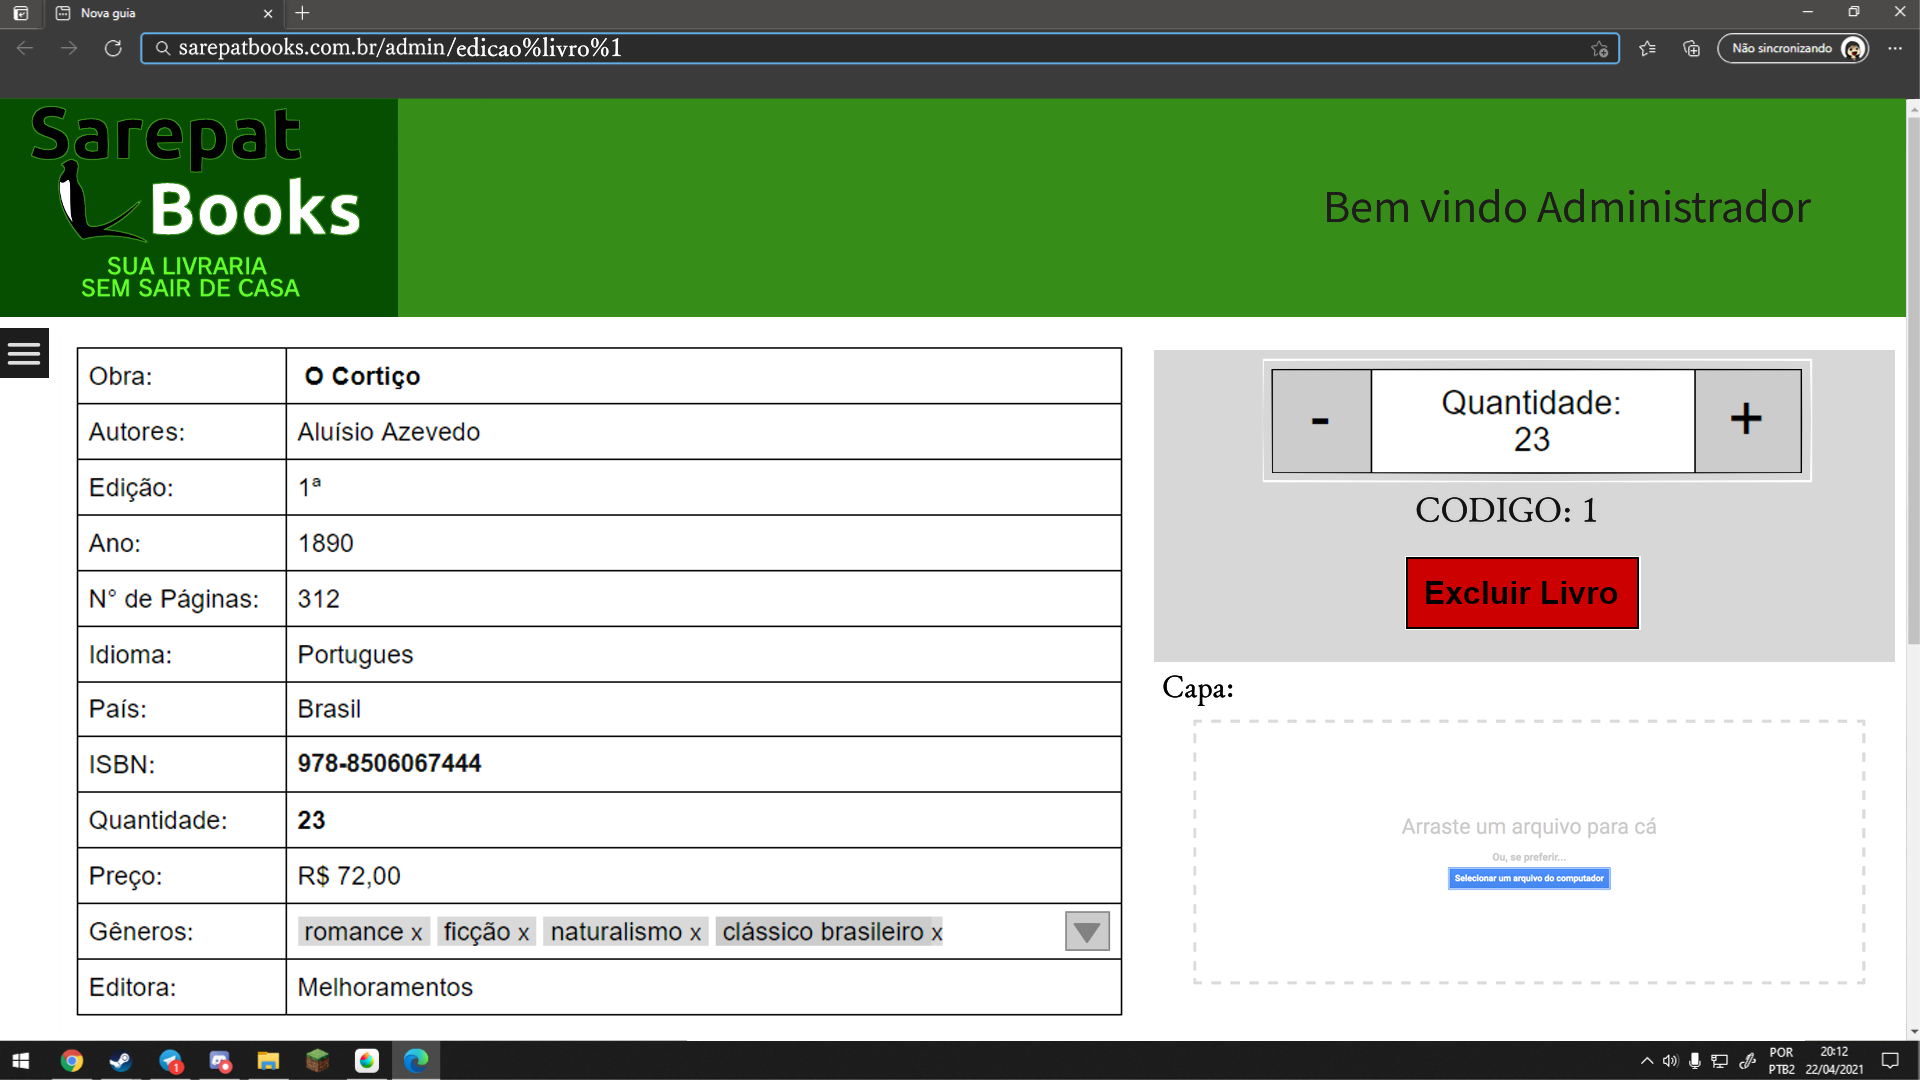 Nova guia
sarepatbooks.com.br/admin/edicao%livro%1
Não sincronizando
Sarepat
Books
SUA LIVRARIA
SEM SAIR DE CASA
Bem vindo Administrador
Obra: O Cortiço
Autores: Aluísio Azevedo
Edição: 1ª
Ano: 1890
N° de Páginas: 312
Idioma: Portugues
País: Brasil
ISBN: 978-8506067444
Quantidade: 23
Preço: R$ 72,00
Gêneros: romance x ficção x naturalismo x clássico brasileiro x
Editora: Melhoramentos
- Quantidade: +
23
CODIGO: 1
Excluir Livro
Capa:
Arraste um arquivo para cá
Ou, se preferir...
Selecionar um arquivo do computador
1
POR
PTB2
20:12
22/04/2021